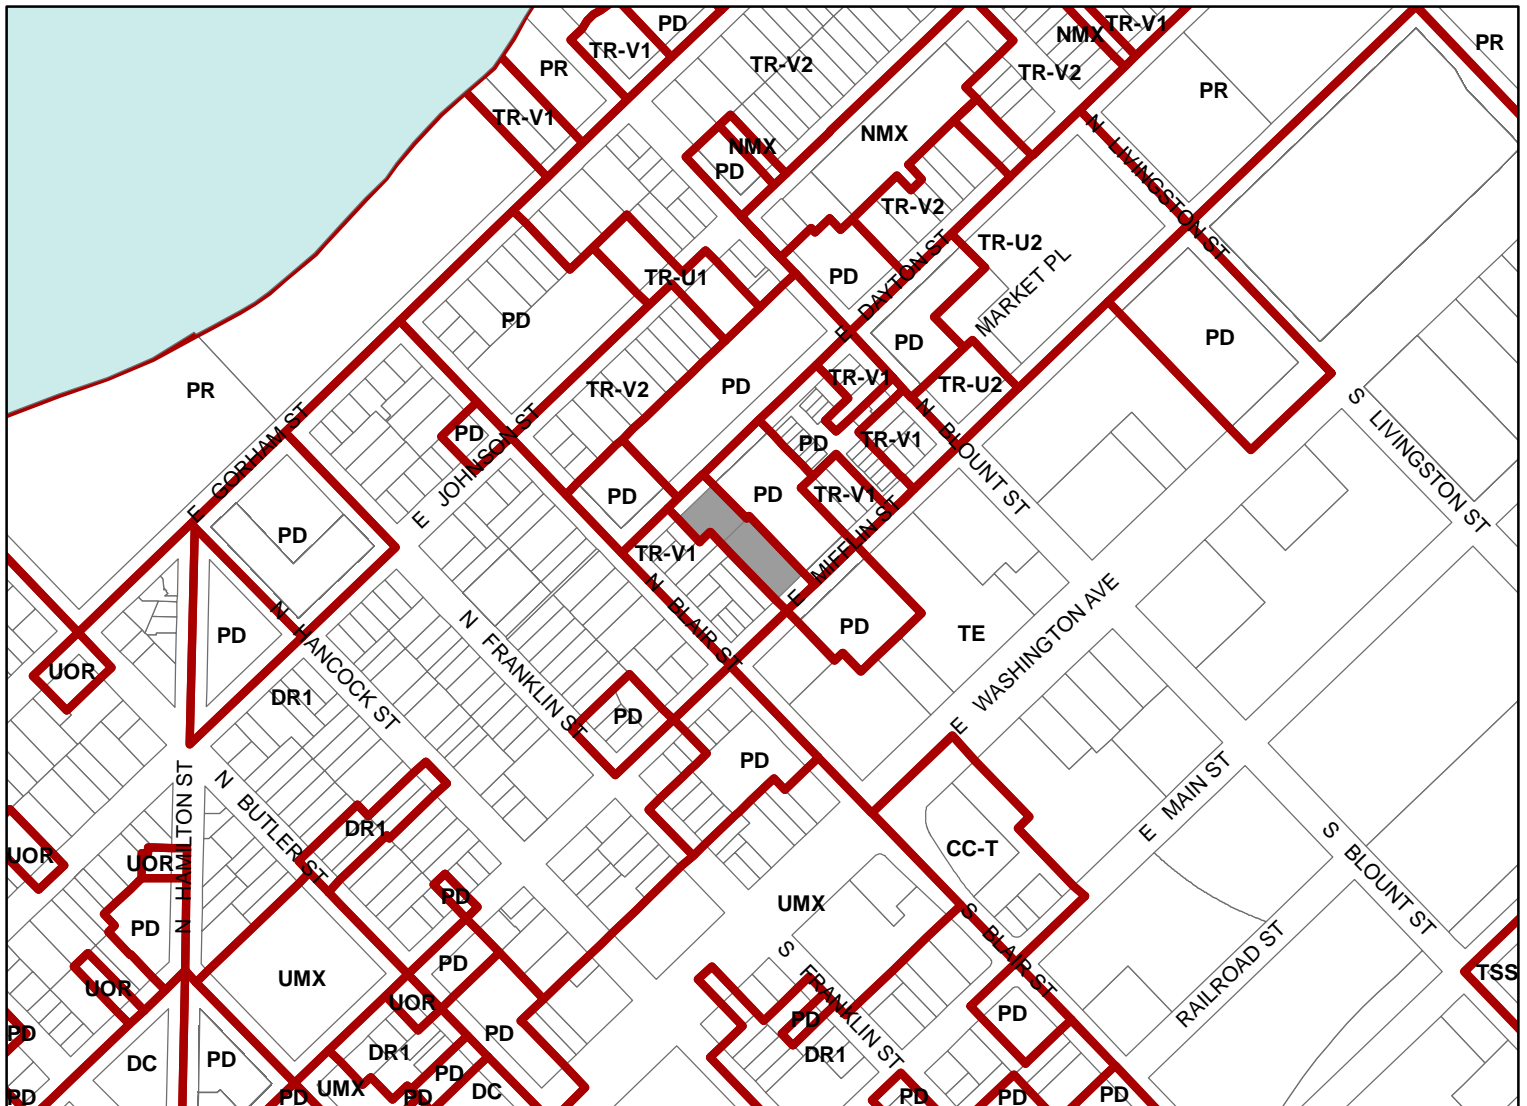 PD
TR-V1
NMX
TR-V1
PR
PR
TR-V2
TR-V2
PR
TR-V1
NMX
NMX
PD
N LIVINGSTON ST
TR-V2
TR-U2
TR-U1
PD
E DAYTON ST
MARKET PL
PD
PD
PD
PR
TR-V2
PD
TR-V1
TR-U2
S LIVINGSTON ST
E GORHAM ST
PD
E JOHNSON ST
PD
TR-V1
N BLOUNT ST
PD
PD
TR-V1
PD
TR-V1
E MIFFLIN ST
N BLAIR ST
PD
TE
PD
N HANCOCK ST
N FRANKLIN ST
E WASHINGTON AVE
UOR
DR1
PD
PD
N HAMILTON ST
N BUTLER ST
E MAIN ST
DR1
CC-T
S BLOUNT ST
UOR
UOR
PD
UMX
S BLAIR ST
PD
PD
UMX
S FRANKLIN ST
RAILROAD ST
TSS
UOR
UOR
PD
PD
PD
PD
DR1
DR1
DC
PD
PD
UMX
DC
PD
PD
PD
PD
PD
PD